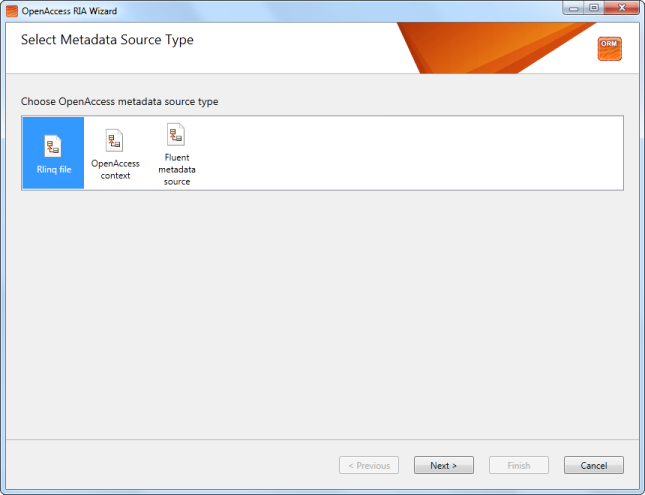 OpenAccess RIA Wizard
Select Metadata Source Type
ORM
Choose OpenAccess metadata source type
Rlinq file
OpenAccess
context
Fluent
metadata
source
< Previous
Next >
Finish
Cancel